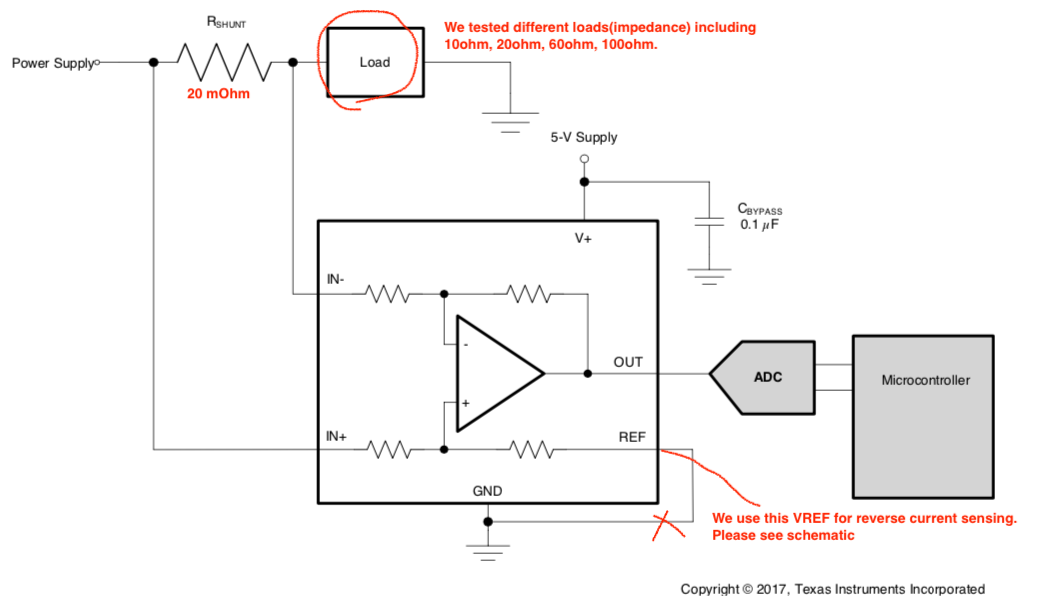 R_SHUNT
We tested different loads(impedance) including
10ohm, 20ohm, 60ohm, 100ohm.
Power Supply
Load
20 mOhm
5-V Supply
C_BYPASS
0.1 µF
V+
IN-
-
OUT
ADC
Microcontroller
+
IN+
REF
GND
We use this VREF for reverse current sensing.
Please see schematic
Copyright © 2017, Texas Instruments Incorporated